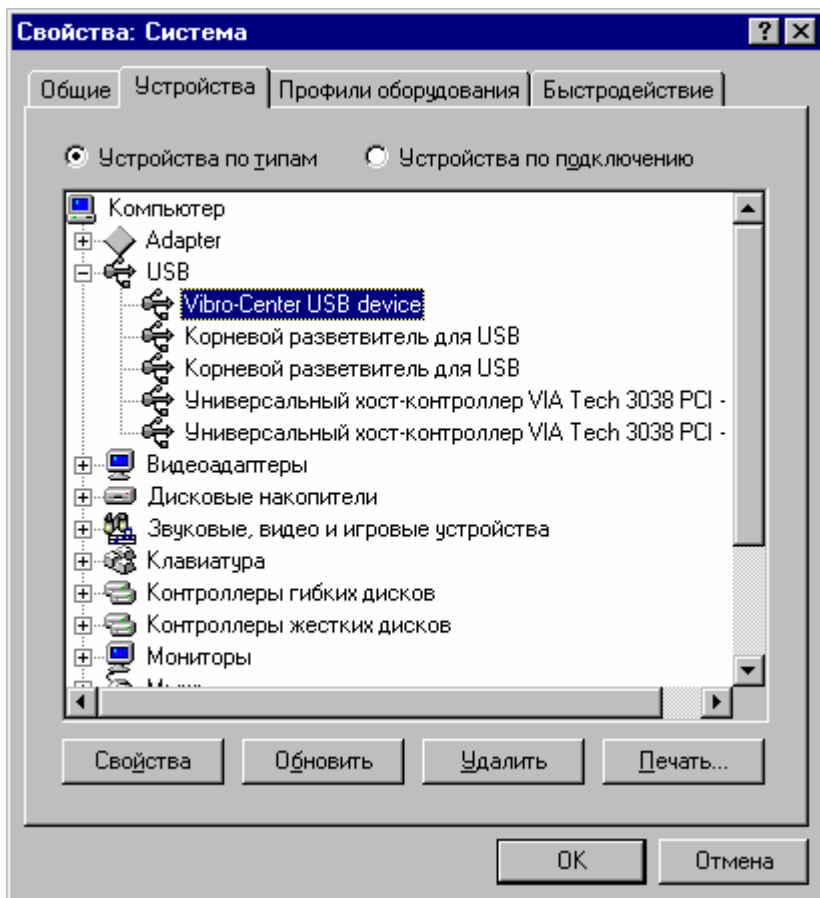 Свойства: Система
Общие Устройства Профили оборудования Быстродействие
Устройства по типам Устройства по подключению
Компьютер
Adapter
USB
Vibro-Center USB device
Корневой разветвитель для USB
Корневой разветвитель для USB
Универсальный хост-контроллер VIA Tech 3038 PCI -
Универсальный хост-контроллер VIA Tech 3038 PCI -
Видеоадаптеры
Дисковые накопители
Звуковые, видео и игровые устройства
Клавиатура
Контроллеры гибких дисков
Контроллеры жестких дисков
Мониторы
Свойства Обновить Удалить Печать...
OK Отмена